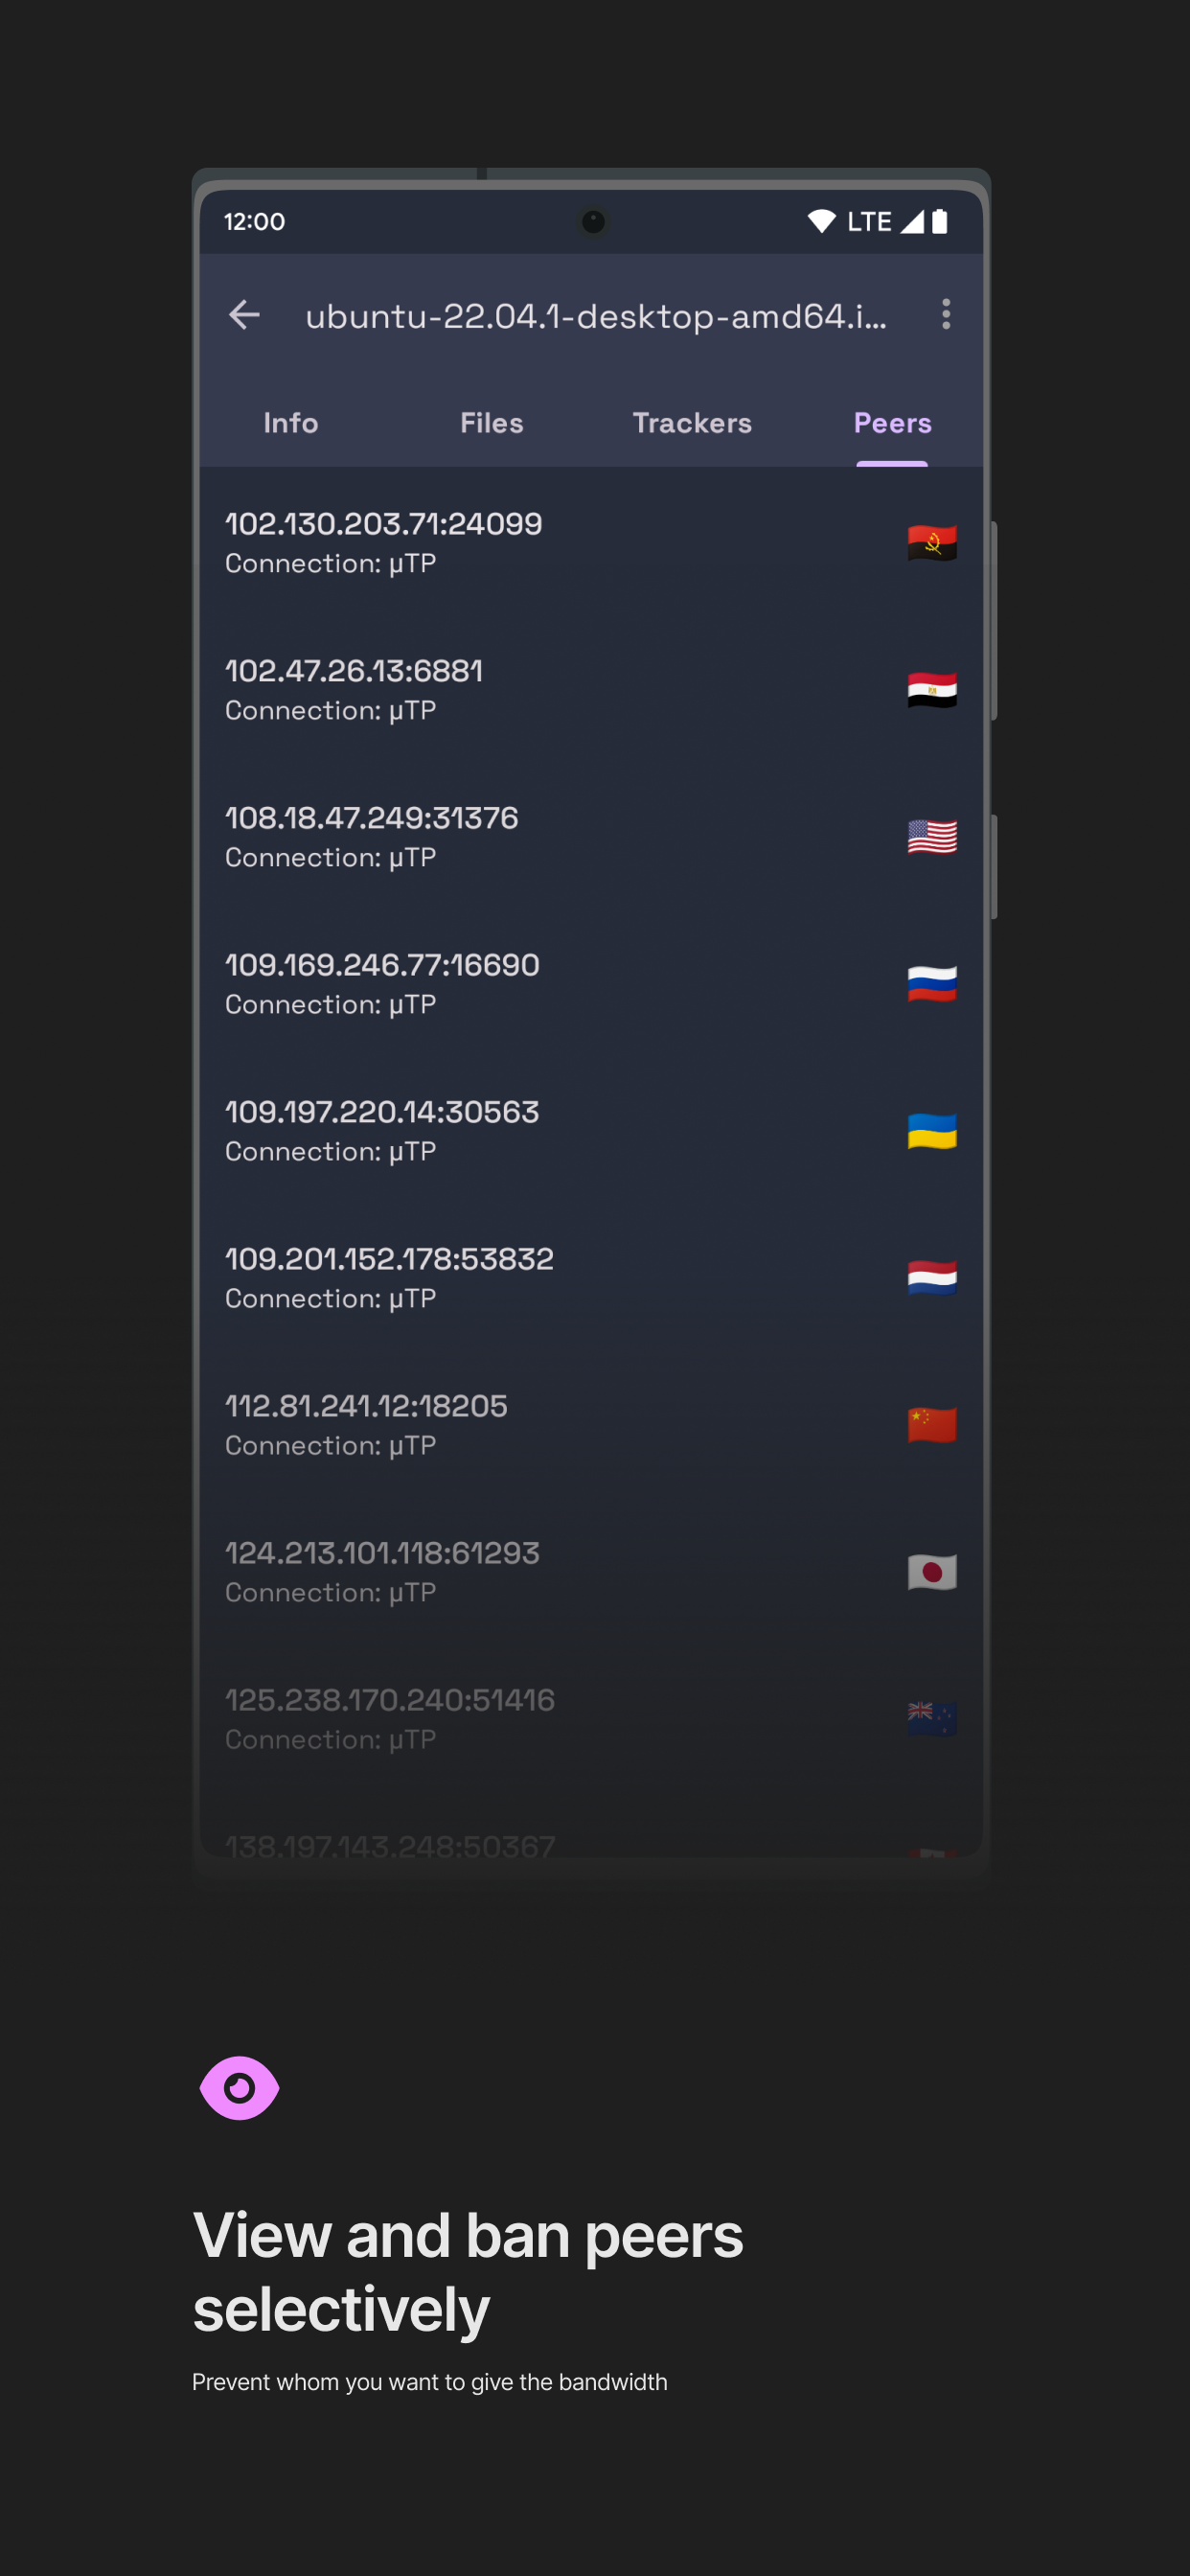 12:00
LTE
ubuntu-22.04.1-desktop-amd64.i...
Info Files Trackers Peers
102.130.203.71:24099
Connection: µTP
102.47.26.13:6881
Connection: µTP
108.18.47.249:31376
Connection: µTP
109.169.246.77:16690
Connection: µTP
109.197.220.14:30563
Connection: µTP
109.201.152.178:53832
Connection: µTP
112.81.241.12:18205
Connection: µTP
124.213.101.118:61293
Connection: µTP
125.238.170.240:51416
Connection: µTP
138.197.143.248:50367
View and ban peers
selectively
Prevent whom you want to give the bandwidth